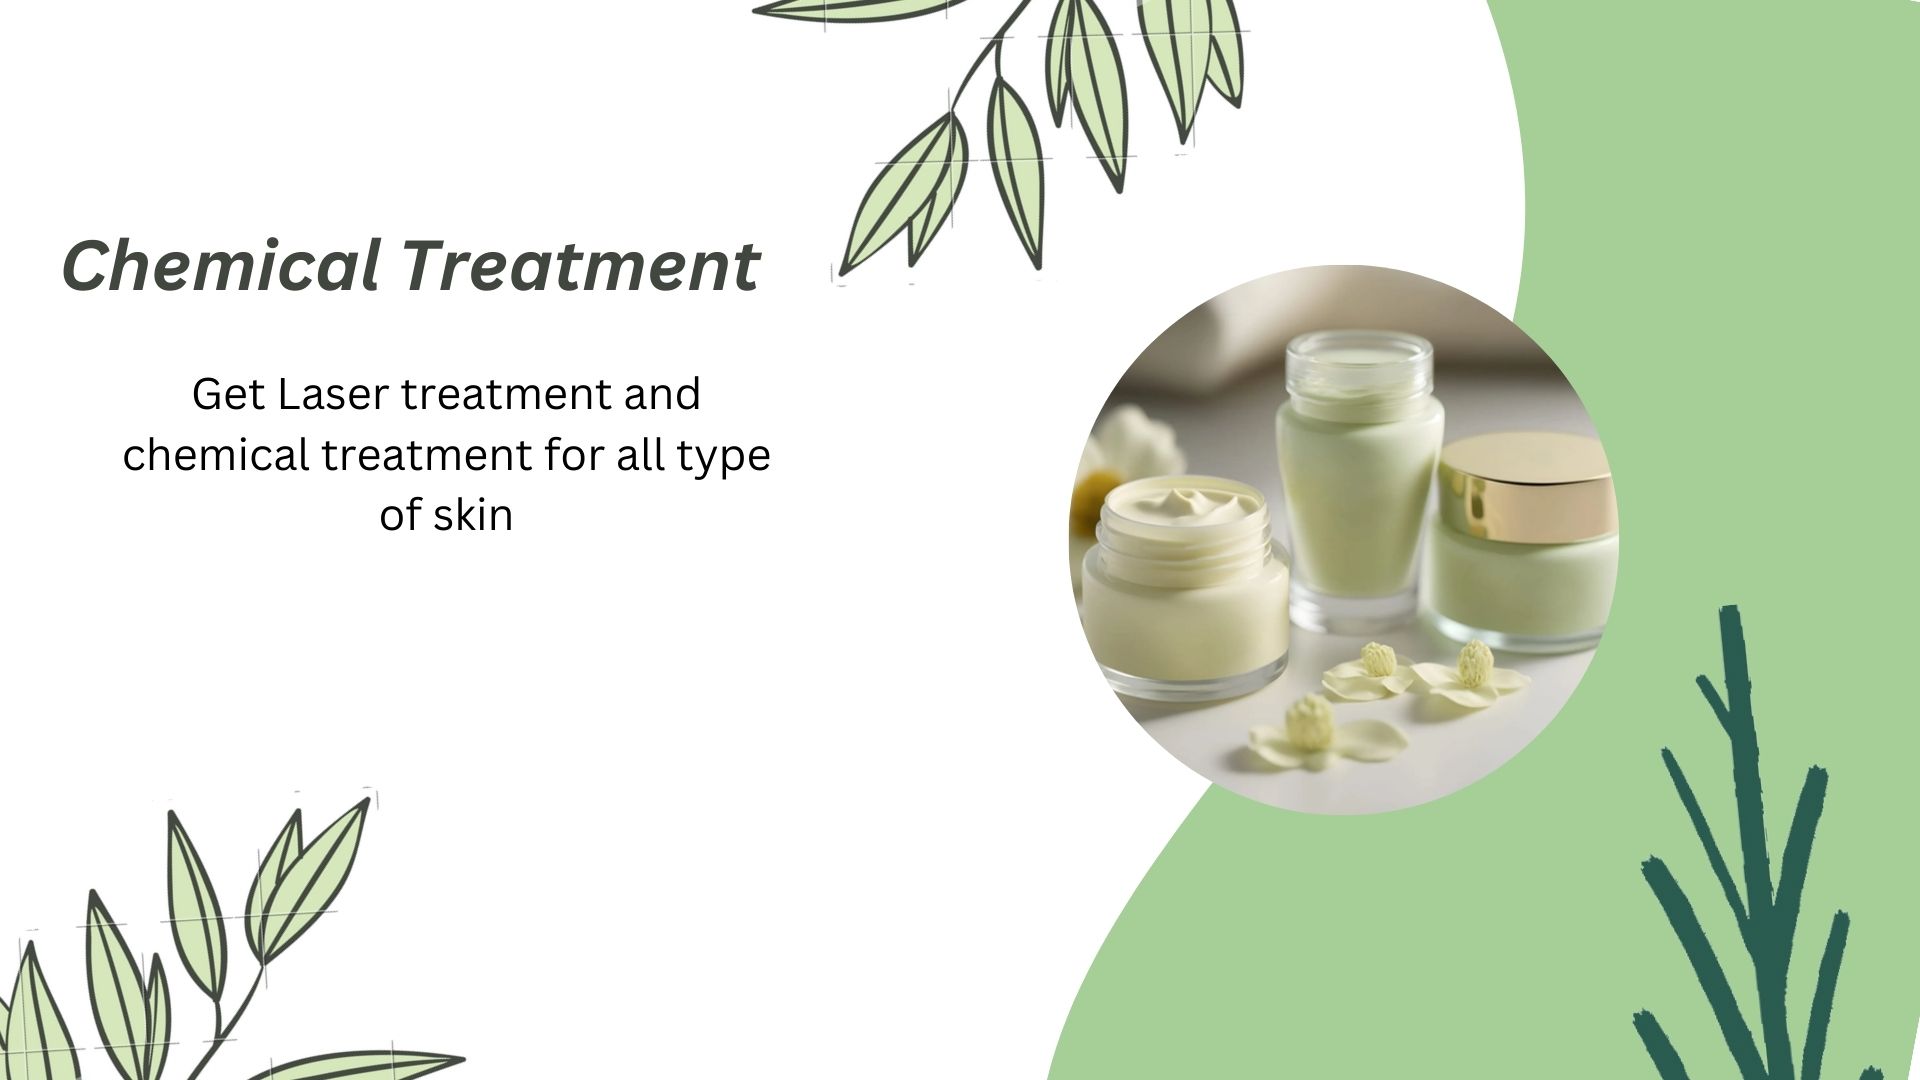 Chemical Treatment
Get Laser treatment and
chemical treatment for all type
of skin